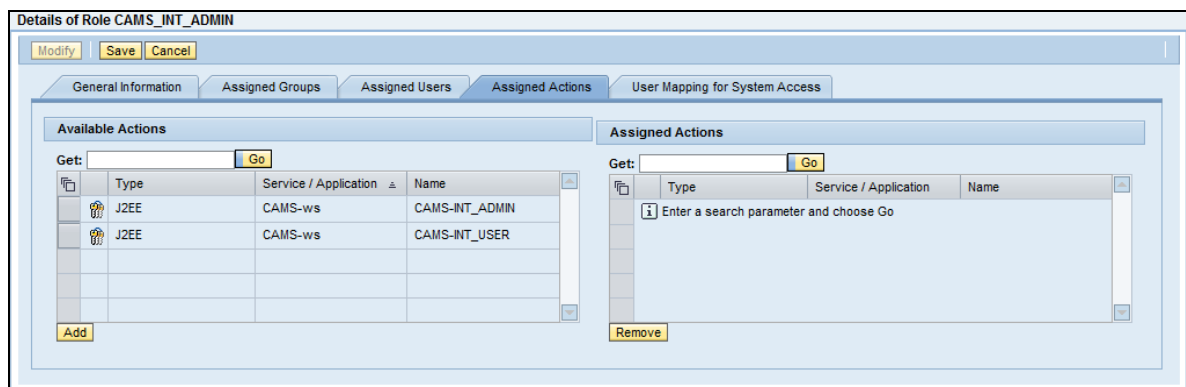 Details of Role CAMS_INT_ADMIN
Modify Save Cancel
General Information Assigned Groups Assigned Users Assigned Actions User Mapping for System Access
Available Actions
Get: Go
Type Service / Application Name
J2EE CAMS-ws CAMS-INT_ADMIN
J2EE CAMS-ws CAMS-INT_USER
Add
Assigned Actions
Get: Go
Type Service / Application Name
Enter a search parameter and choose Go
Remove